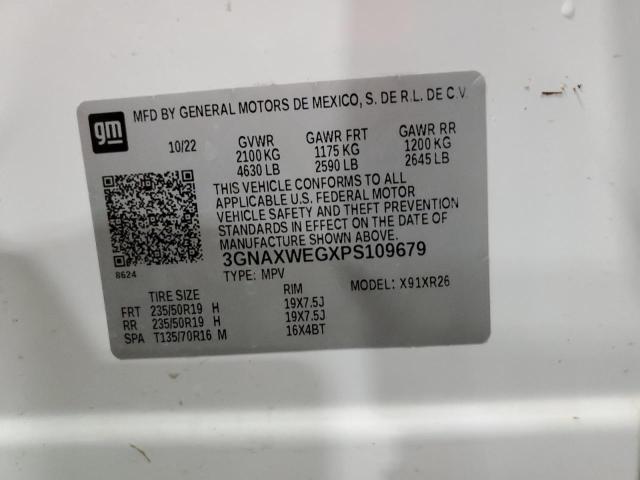 MFD BY GENERAL MOTORS DE MEXICO, S. DE R.L. DE C.V.
gm
10/22 GVWR GAWR FRT GAWR RR
2100 KG 1175 KG 1200 KG
4630 LB 2590 LB 2645 LB
THIS VEHICLE CONFORMS TO ALL
APPLICABLE U.S. FEDERAL MOTOR
VEHICLE SAFETY AND THEFT PREVENTION
STANDARDS IN EFFECT ON THE DATE OF
MANUFACTURE SHOWN ABOVE.
3GNAXWEGXPS109679
8624
TYPE: MPV MODEL: X91XR26
TIRE SIZE RIM
FRT 235/50R19 H 19X7.5J
RR 235/50R19 H 19X7.5J
SPA T135/70R16 M 16X4BT